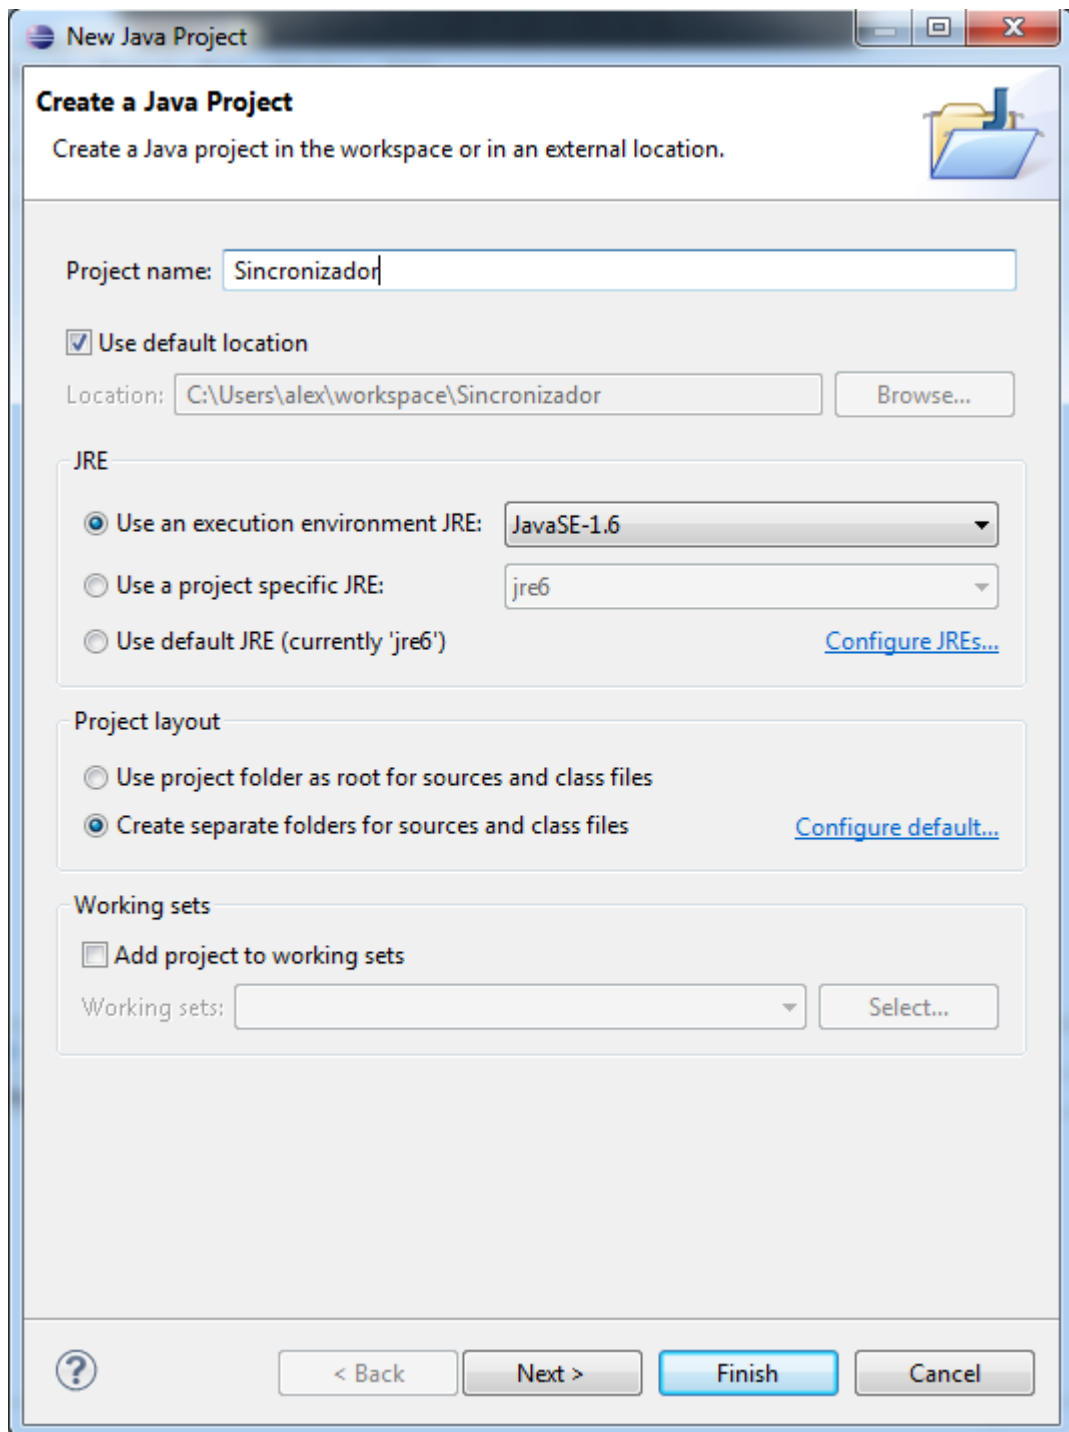 New Java Project
Create a Java Project
Create a Java project in the workspace or in an external location.
Project name: Sincronizador
Use default location
Location: C:\Users\alex\workspace\Sincronizador Browse...
JRE
Use an execution environment JRE: JavaSE-1.6
Use a project specific JRE: jre6
Use default JRE (currently 'jre6') Configure JREs...
Project layout
Use project folder as root for sources and class files
Create separate folders for sources and class files Configure default...
Working sets
Add project to working sets
Working sets: Select...
? < Back Next > Finish Cancel